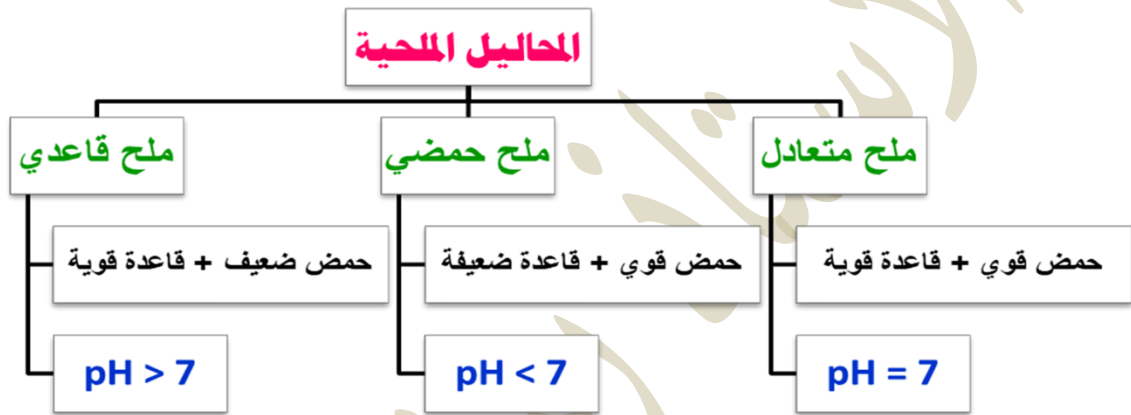 المحاليل الملحية
ملح متعادل
حمض قوي + قاعدة قوية
pH = 7
ملح حمضي
حمض قوي + قاعدة ضعيفة
pH < 7
ملح قاعدي
حمض ضعيف + قاعدة قوية
pH > 7